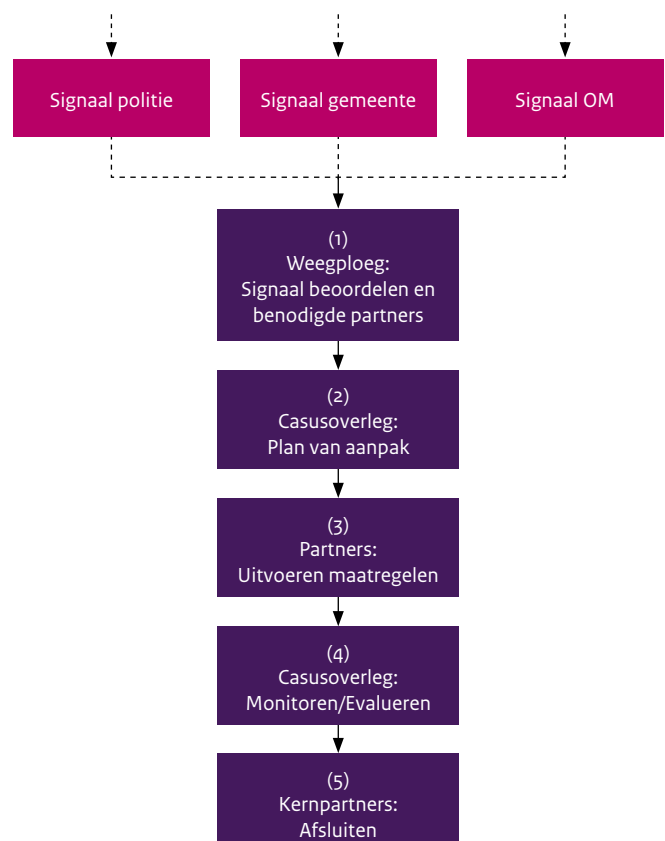 Signaal politie
Signaal gemeente
Signaal OM
(1)
Weegploeg:
Signaal beoordelen en
benodigde partners
(2)
Casusoverleg:
Plan van aanpak
(3)
Partners:
Uitvoeren maatregelen
(4)
Casusoverleg:
Monitoren/Evalueren
(5)
Kernpartners:
Afsluiten